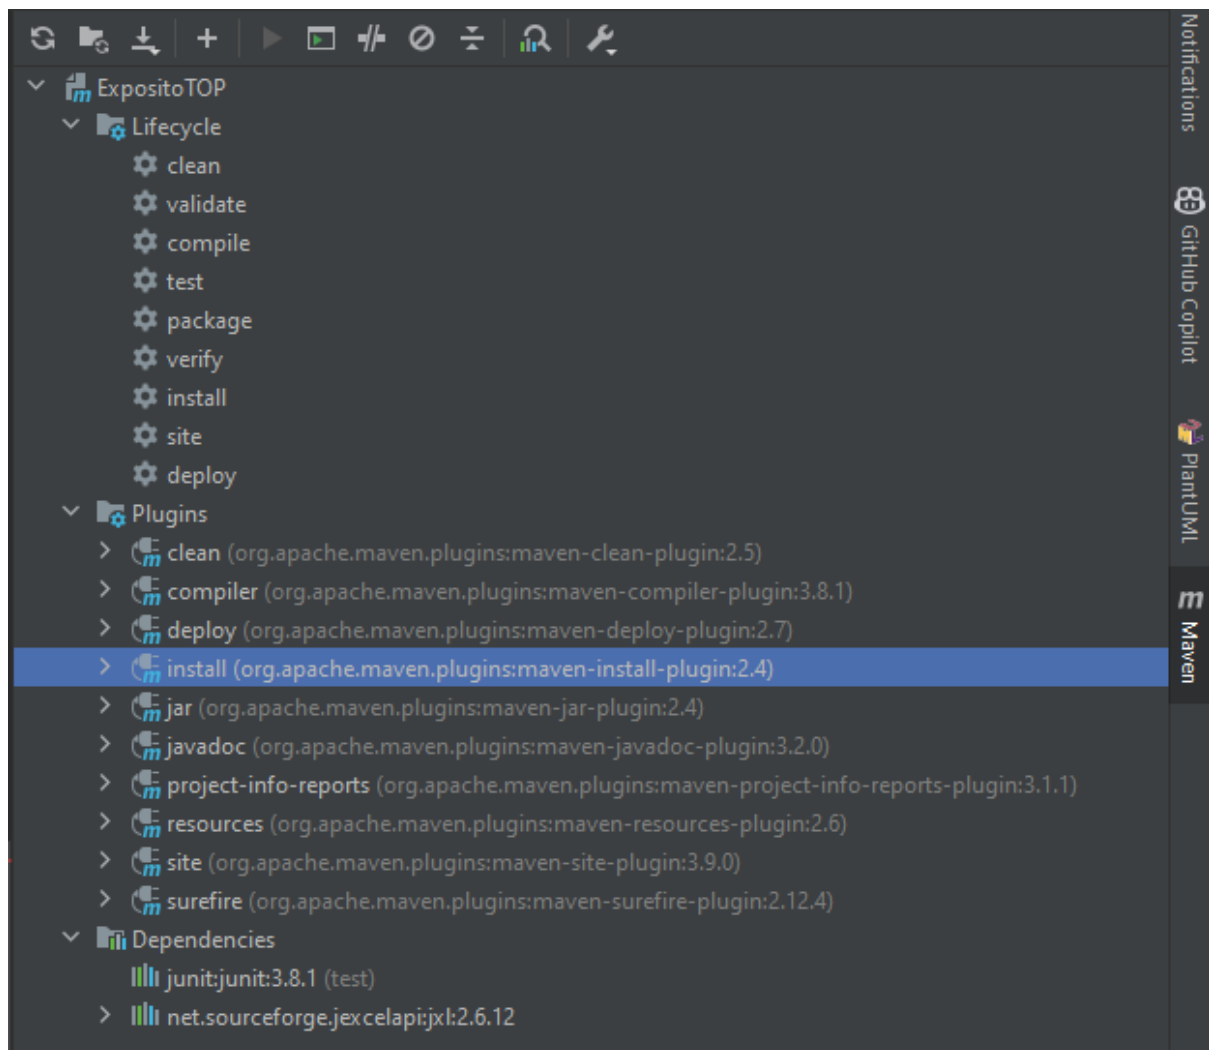 ExpositoTOP
Lifecycle
clean
validate
compile
test
package
verify
install
site
deploy
Plugins
clean (org.apache.maven.plugins:maven-clean-plugin:2.5)
compiler (org.apache.maven.plugins:maven-compiler-plugin:3.8.1)
deploy (org.apache.maven.plugins:maven-deploy-plugin:2.7)
install (org.apache.maven.plugins:maven-install-plugin:2.4)
jar (org.apache.maven.plugins:maven-jar-plugin:2.4)
javadoc (org.apache.maven.plugins:maven-javadoc-plugin:3.2.0)
project-info-reports (org.apache.maven.plugins:maven-project-info-reports-plugin:3.1.1)
resources (org.apache.maven.plugins:maven-resources-plugin:2.6)
site (org.apache.maven.plugins:maven-site-plugin:3.9.0)
surefire (org.apache.maven.plugins:maven-surefire-plugin:2.12.4)
Dependencies
junit:junit:3.8.1 (test)
net.sourceforge.jexcelapi:jxl:2.6.12
Notifications
GitHub Copilot
PlantUML
m Maven